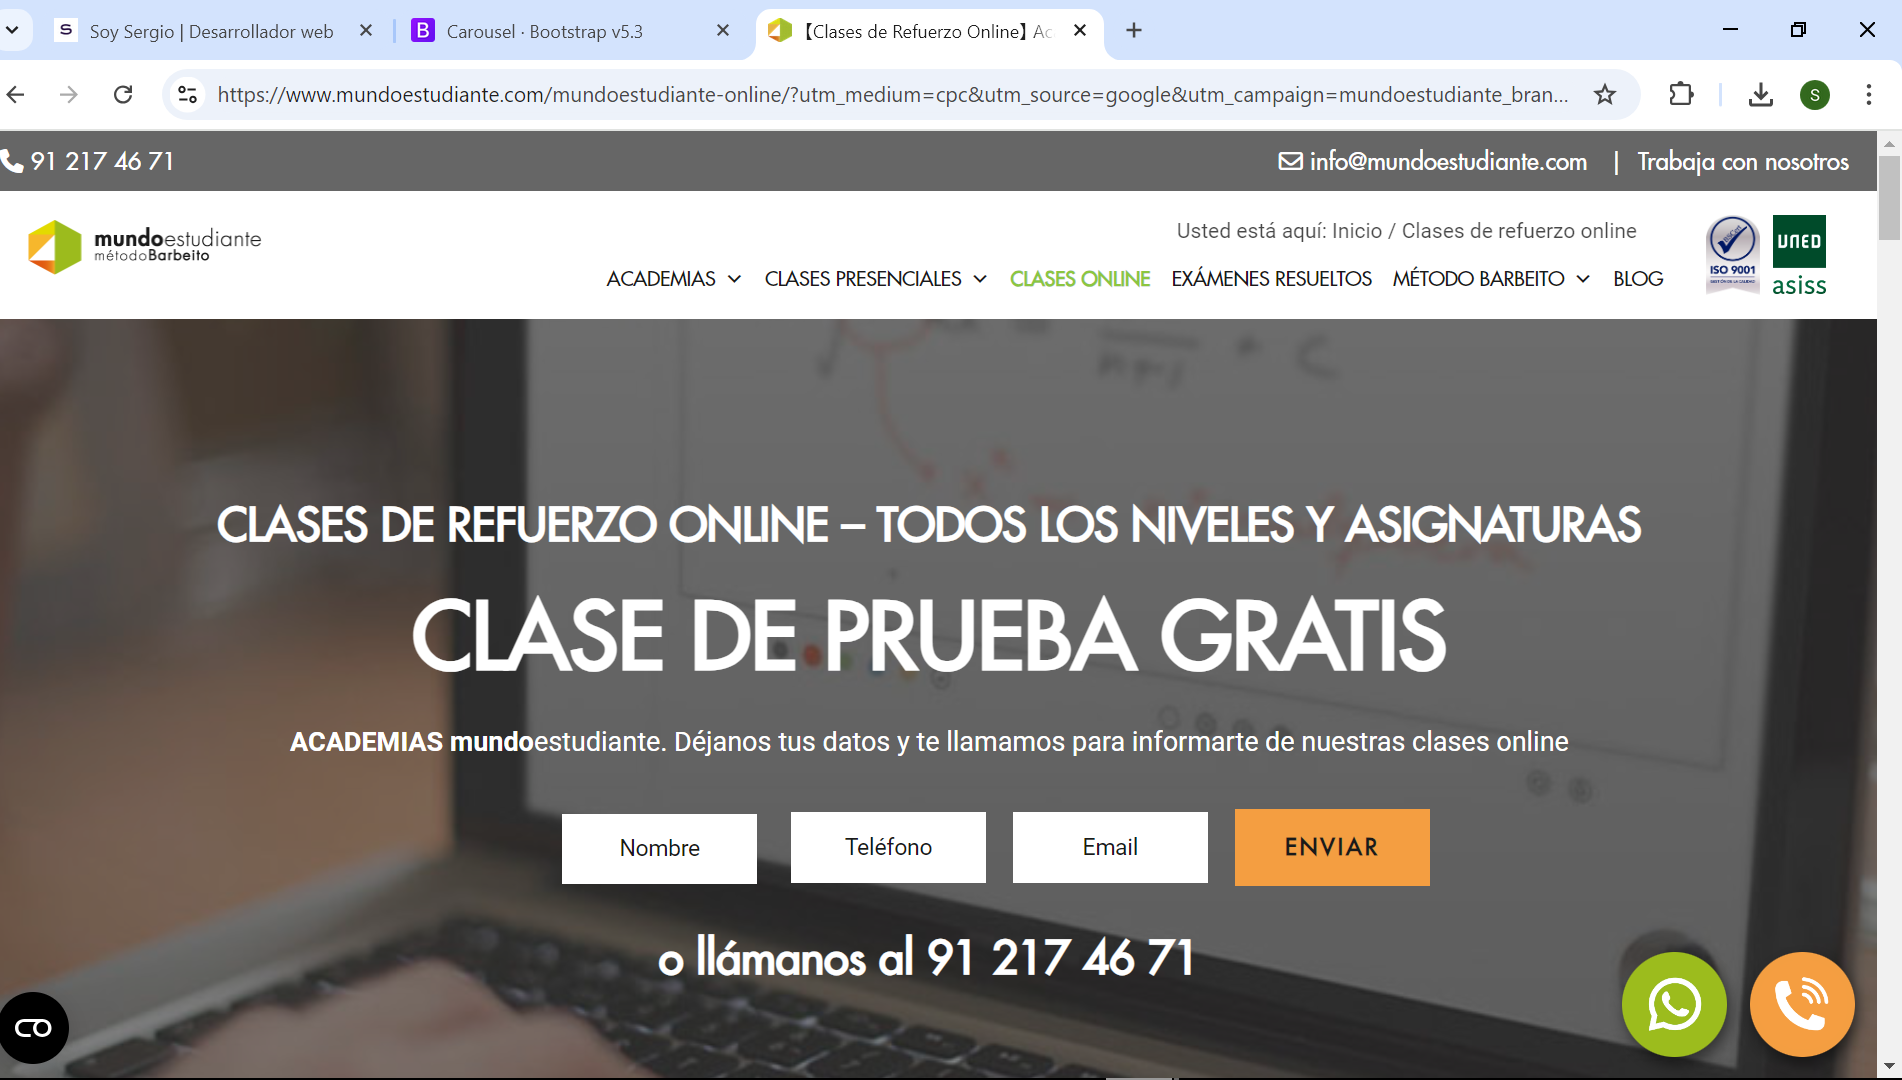 Soy Sergio | Desarrollador web
B
Carousel · Bootstrap v5.3
【Clases de Refuerzo Online】 Ac
https://www.mundoestudiante.com/mundoestudiante-online/?utm_medium=cpc&utm_source=google&utm_campaign=mundoestudiante_bran...
S
91 217 46 71
info@mundoestudiante.com | Trabaja con nosotros
mundoestudiante
métodoBarbeito
Usted está aquí: Inicio / Clases de refuerzo online
ACADEMIAS CLASES PRESENCIALES CLASES ONLINE EXÁMENES RESUELTOS MÉTODO BARBEITO BLOG
ISO 9001
UNED
asiss
CLASES DE REFUERZO ONLINE – TODOS LOS NIVELES Y ASIGNATURAS
CLASE DE PRUEBA GRATIS
ACADEMIAS mundoestudiante. Déjanos tus datos y te llamamos para informarte de nuestras clases online
Nombre Teléfono Email ENVIAR
o llámanos al 91 217 46 71